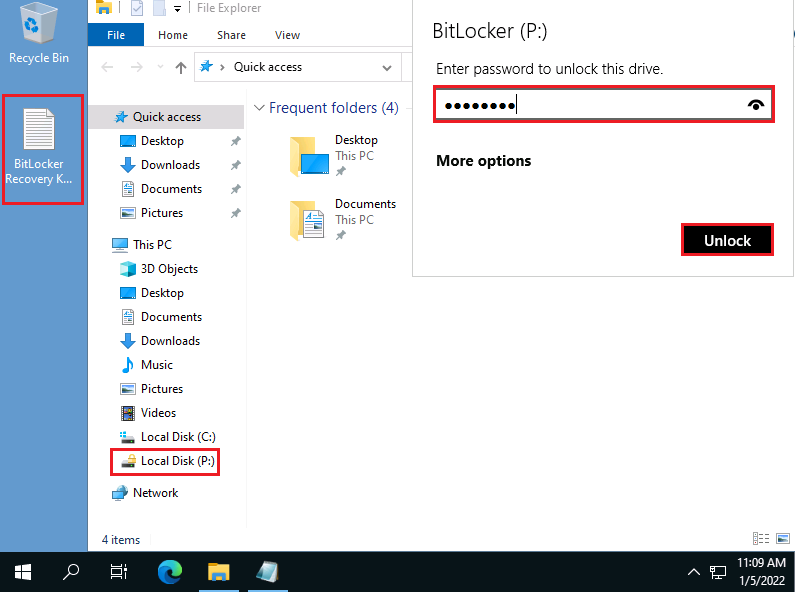 Recycle Bin
BitLocker
Recovery K...
File Explorer
File
Home
Share
View
Quick access
Quick access
Desktop
Downloads
Documents
Pictures
This PC
3D Objects
Desktop
Documents
Downloads
Music
Pictures
Videos
Local Disk (C:)
Local Disk (P:)
Network
Frequent folders (4)
Desktop
This PC
Documents
This PC
4 items
BitLocker (P:)
Enter password to unlock this drive.
●●●●●●●●
More options
Unlock
11:09 AM
1/5/2022